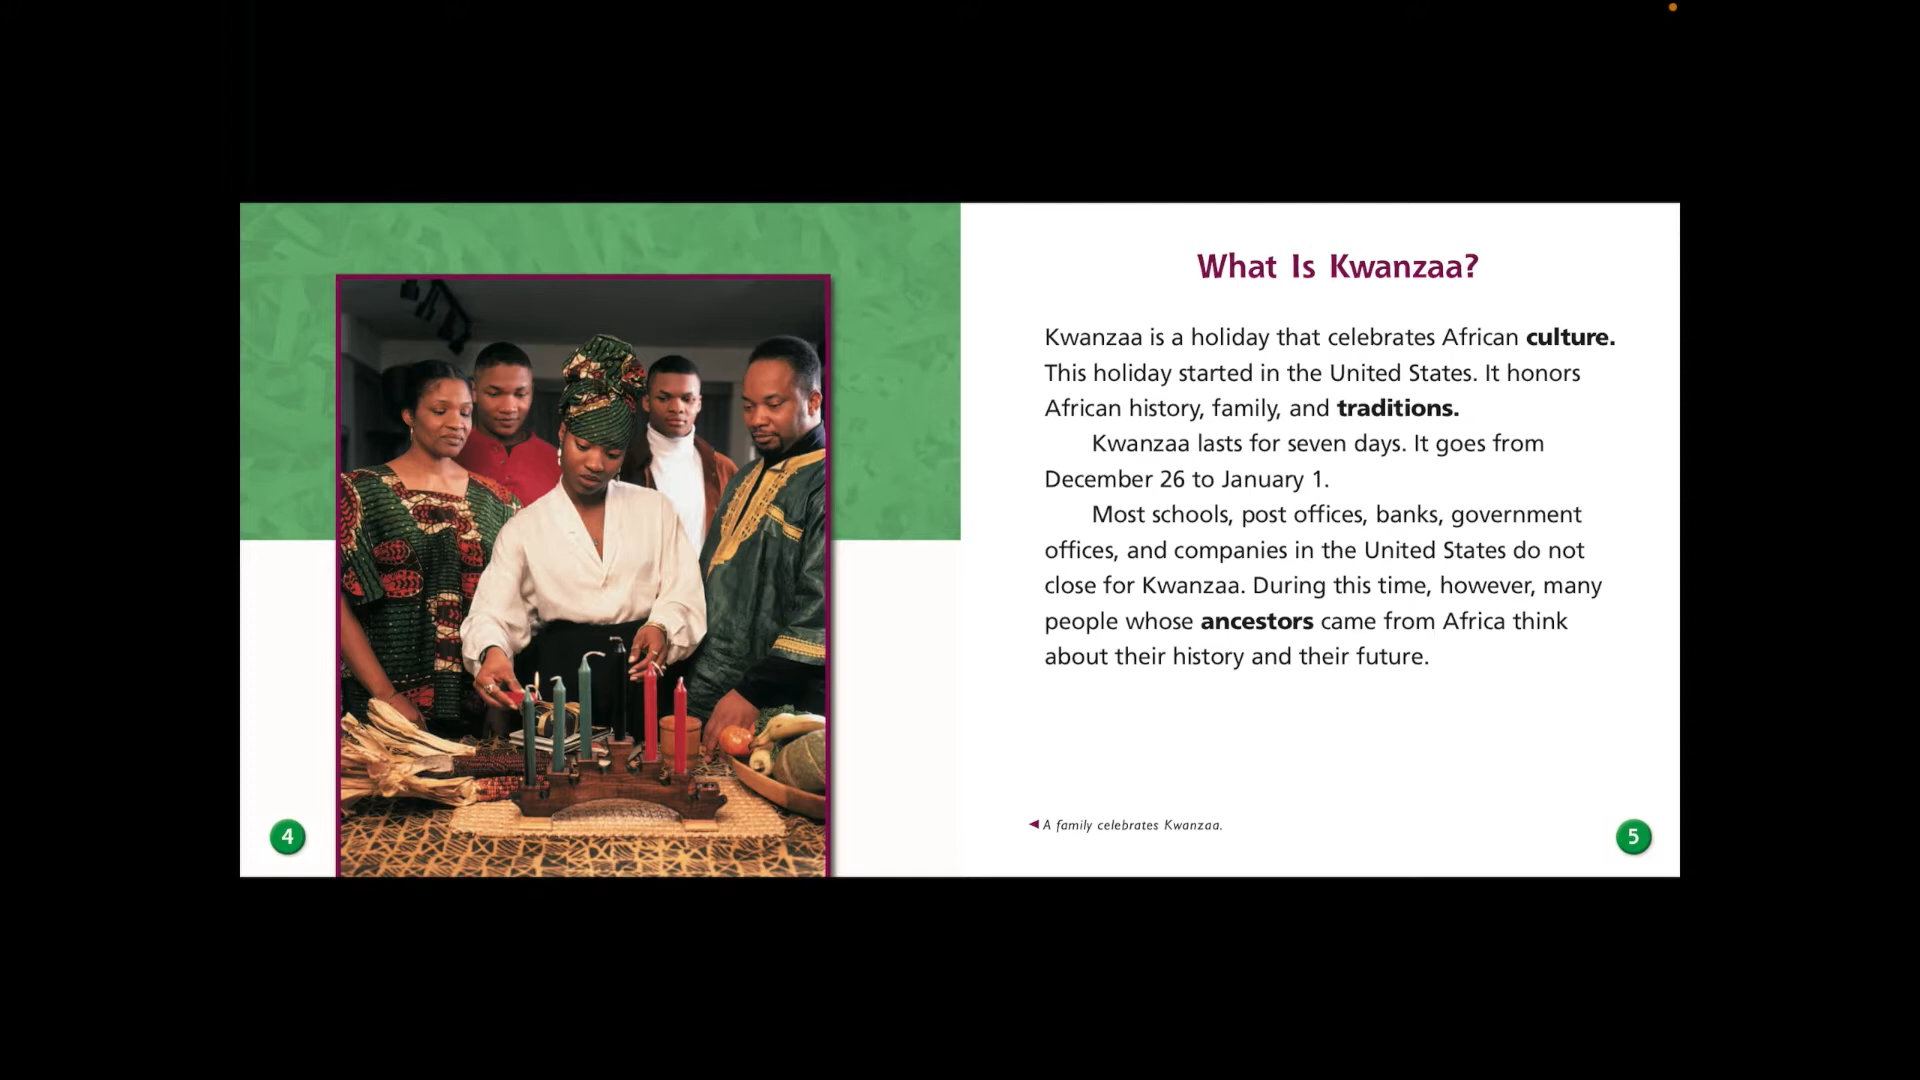 What Is Kwanzaa?
Kwanzaa is a holiday that celebrates African culture.
This holiday started in the United States. It honors
African history, family, and traditions.
Kwanzaa lasts for seven days. It goes from
December 26 to January 1.
Most schools, post offices, banks, government
offices, and companies in the United States do not
close for Kwanzaa. During this time, however, many
people whose ancestors came from Africa think
about their history and their future.
A family celebrates Kwanzaa.
4
5